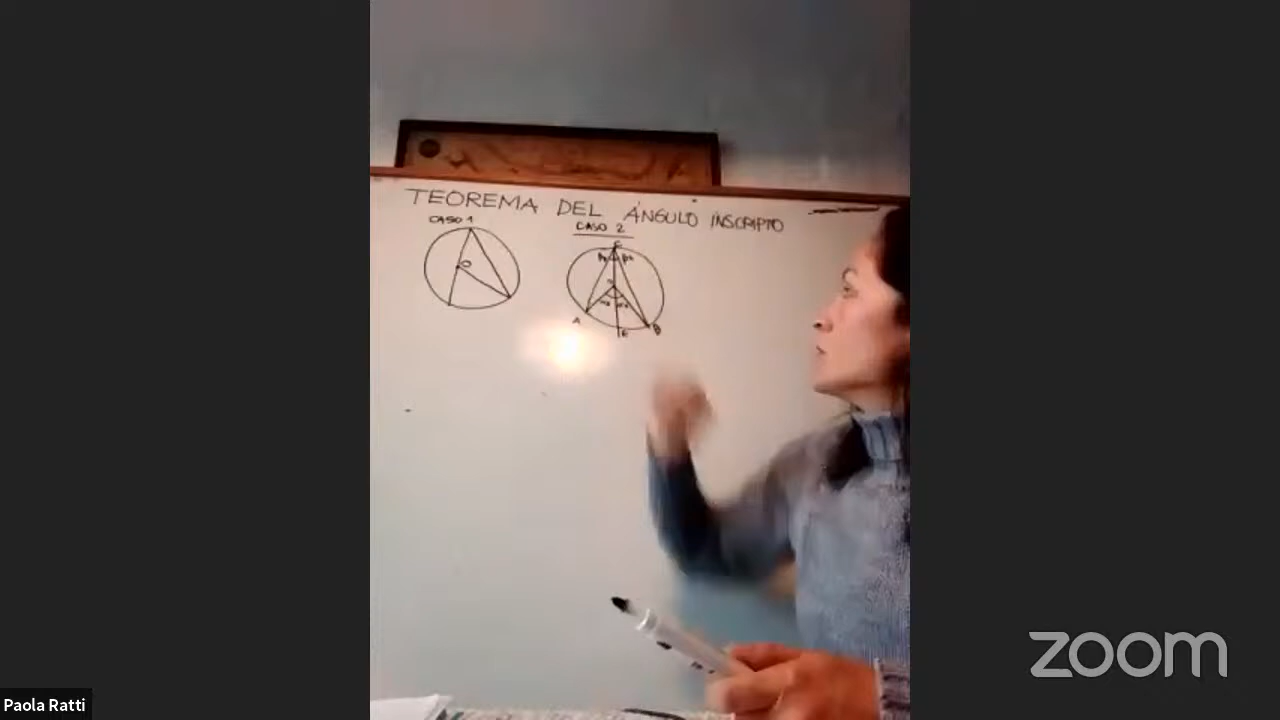 TEOREMA DEL ÁNGULO INSCRIPTO
CASO 1
CASO 2
O
C
A
E
B
Paola Ratti
zoom